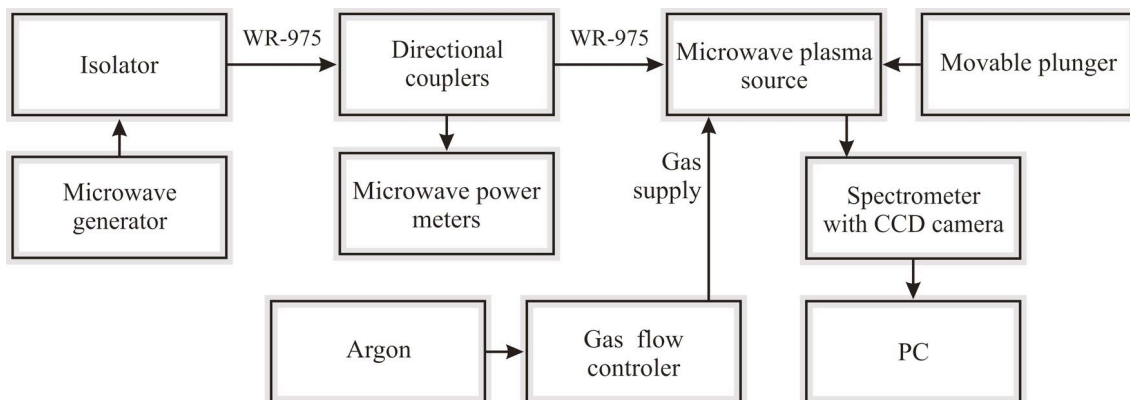 Isolator
WR-975
Directional
couplers
WR-975
Microwave plasma
source
Movable plunger
Microwave
generator
Microwave power
meters
Gas
supply
Spectrometer
with CCD camera
Argon
Gas flow
controler
PC